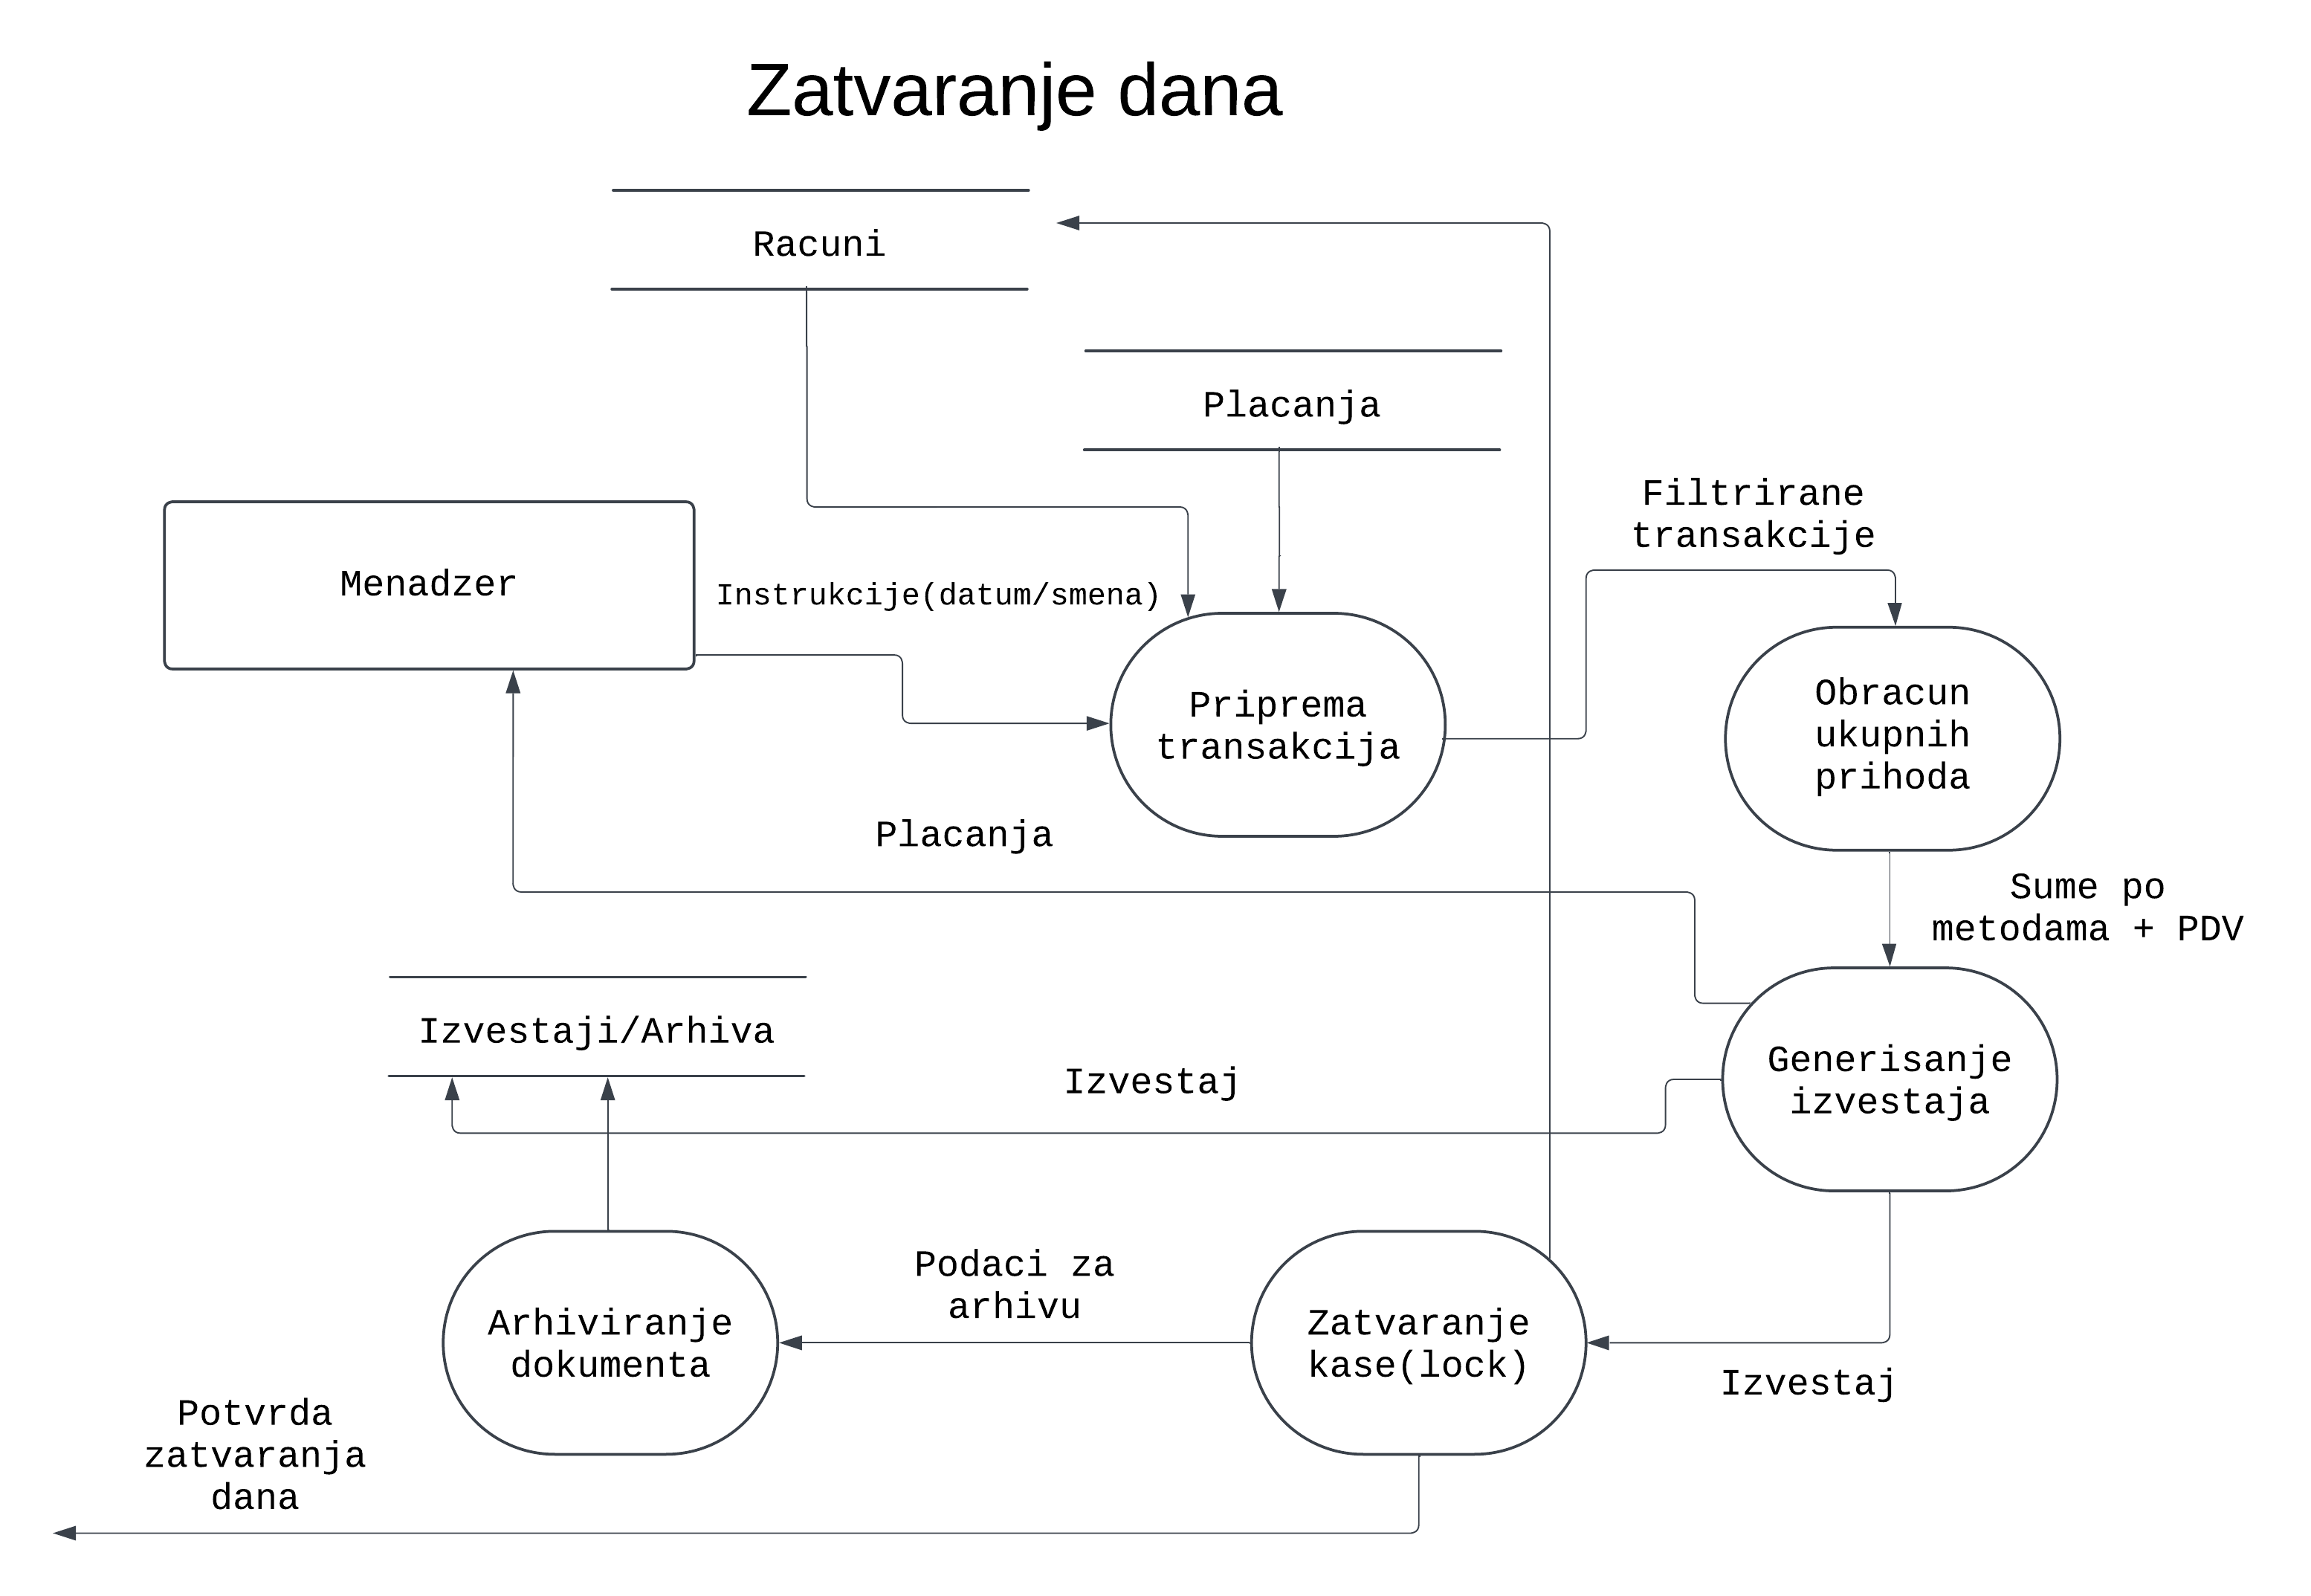 Zatvaranje dana
Racuni
Placanja
Filtrirane
transakcije
Menadzer
Instrukcije(datum/smena)
Priprema
transakcija
Obracun
ukupnih
prihoda
Placanja
Sume po
metodama + PDV
Izvestaji/Arhiva
Izvestaj
Generisanje
izvestaja
Podaci za
arhivu
Arhiviranje
dokumenta
Zatvaranje
kase(lock)
Izvestaj
Potvrda
zatvaranja
dana